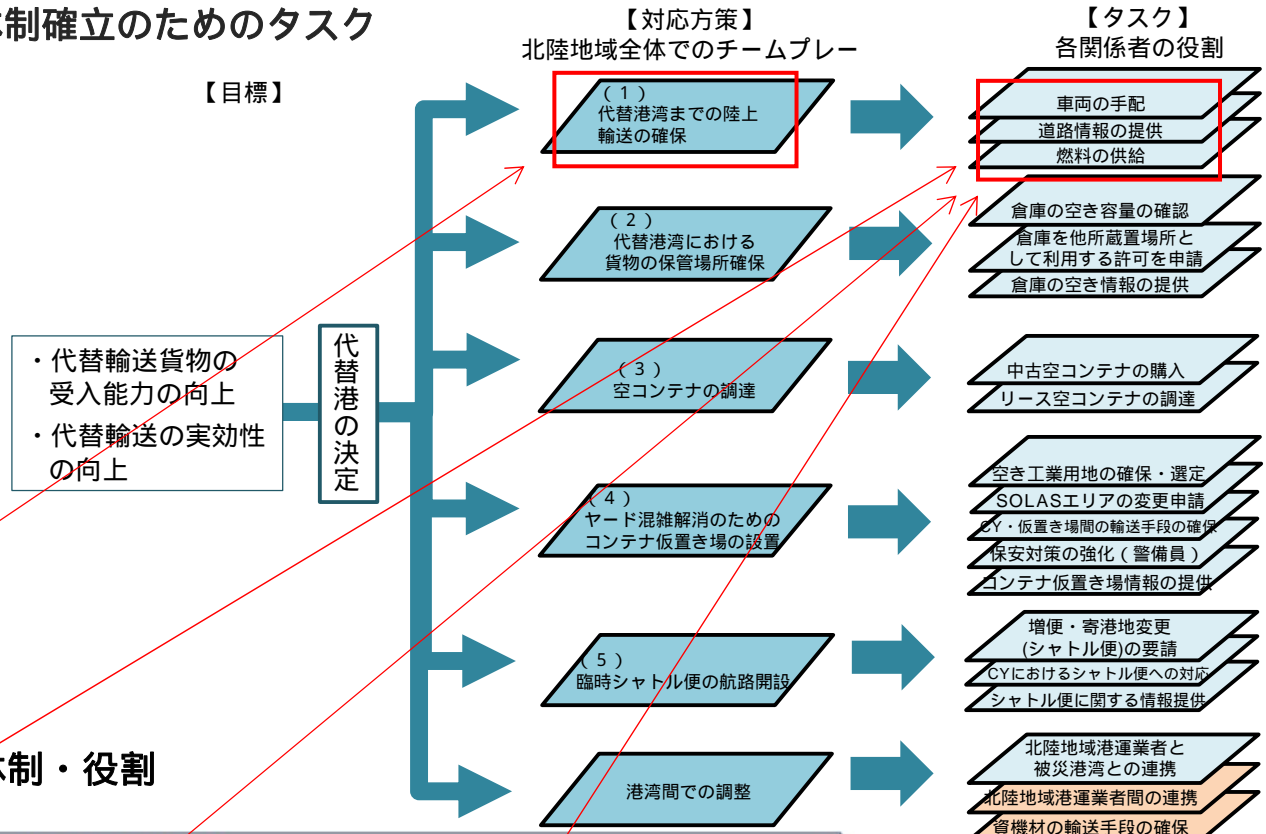 体制確立のためのタスク
【目標】
【対応方策】
北陸地域全体でのチームプレー
【タスク】
各関係者の役割
・代替輸送貨物の
受入能力の向上
・代替輸送の実効性
の向上
代替港の決定
(1)
代替港湾までの陸上
輸送の確保
車両の手配
道路情報の提供
燃料の供給
(2)
代替港湾における
貨物の保管場所確保
倉庫の空き容量の確認
倉庫を他所蔵置場所と
して利用する許可を申請
倉庫の空き情報の提供
(3)
空コンテナの調達
中古空コンテナの購入
リース空コンテナの調達
(4)
ヤード混雑解消のための
コンテナ仮置き場の設置
空き工業用地の確保・選定
SOLASエリアの変更申請
CY・仮置き場間の輸送手段の確保
保安対策の強化(警備員)
コンテナ仮置き場情報の提供
(5)
臨時シャトル便の航路開設
増便・寄港地変更
(シャトル便)の要請
CYにおけるシャトル便への対応
シャトル便に関する情報提供
港湾間での調整
北陸地域港運業者と
被災港湾との連携
北陸地域港運業者間の連携
資機材の輸送手段の確保
体制・役割